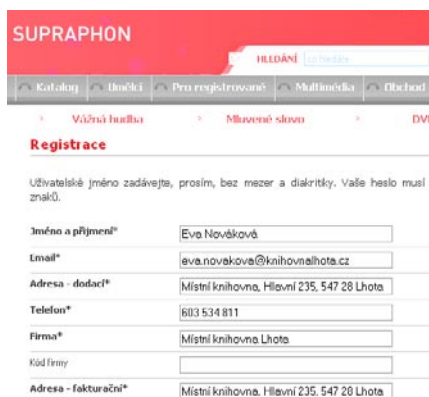 SUPRAPHON
HLEDÁNÍ
Katalog Umělci Pro registrované Multimédia Obchod
Vážná hudba Mluvené slovo DV
Registrace
Uživatelské jméno zadávejte, prosím, bez mezer a diakritiky. Vaše heslo musí
znaků.
Jméno a příjmení* Eva Nováková
Email* eva.novakova@knihovnalhota.cz
Adresa - dodací* Místní knihovna, Hlavní 235, 547 28 Lhota
Telefon* 603 534 811
Firma* Místní knihovna Lhota
Kód firmy
Adresa - fakturační* Místní knihovna, Hlavní 235, 547 28 Lhota